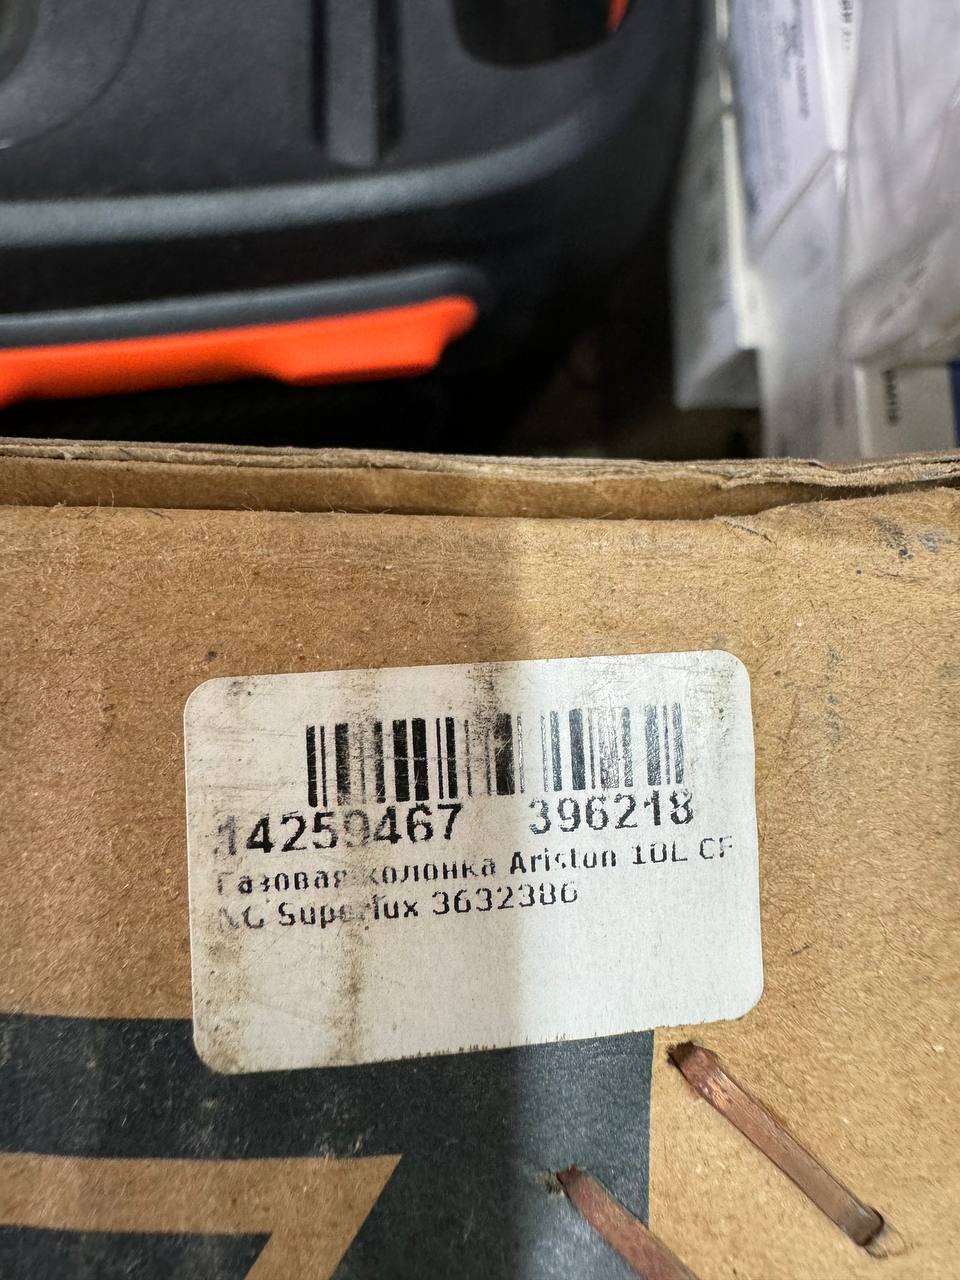 14259467 396218
Газовая колонка Ariston 10L CF
NG Superlux 3632386